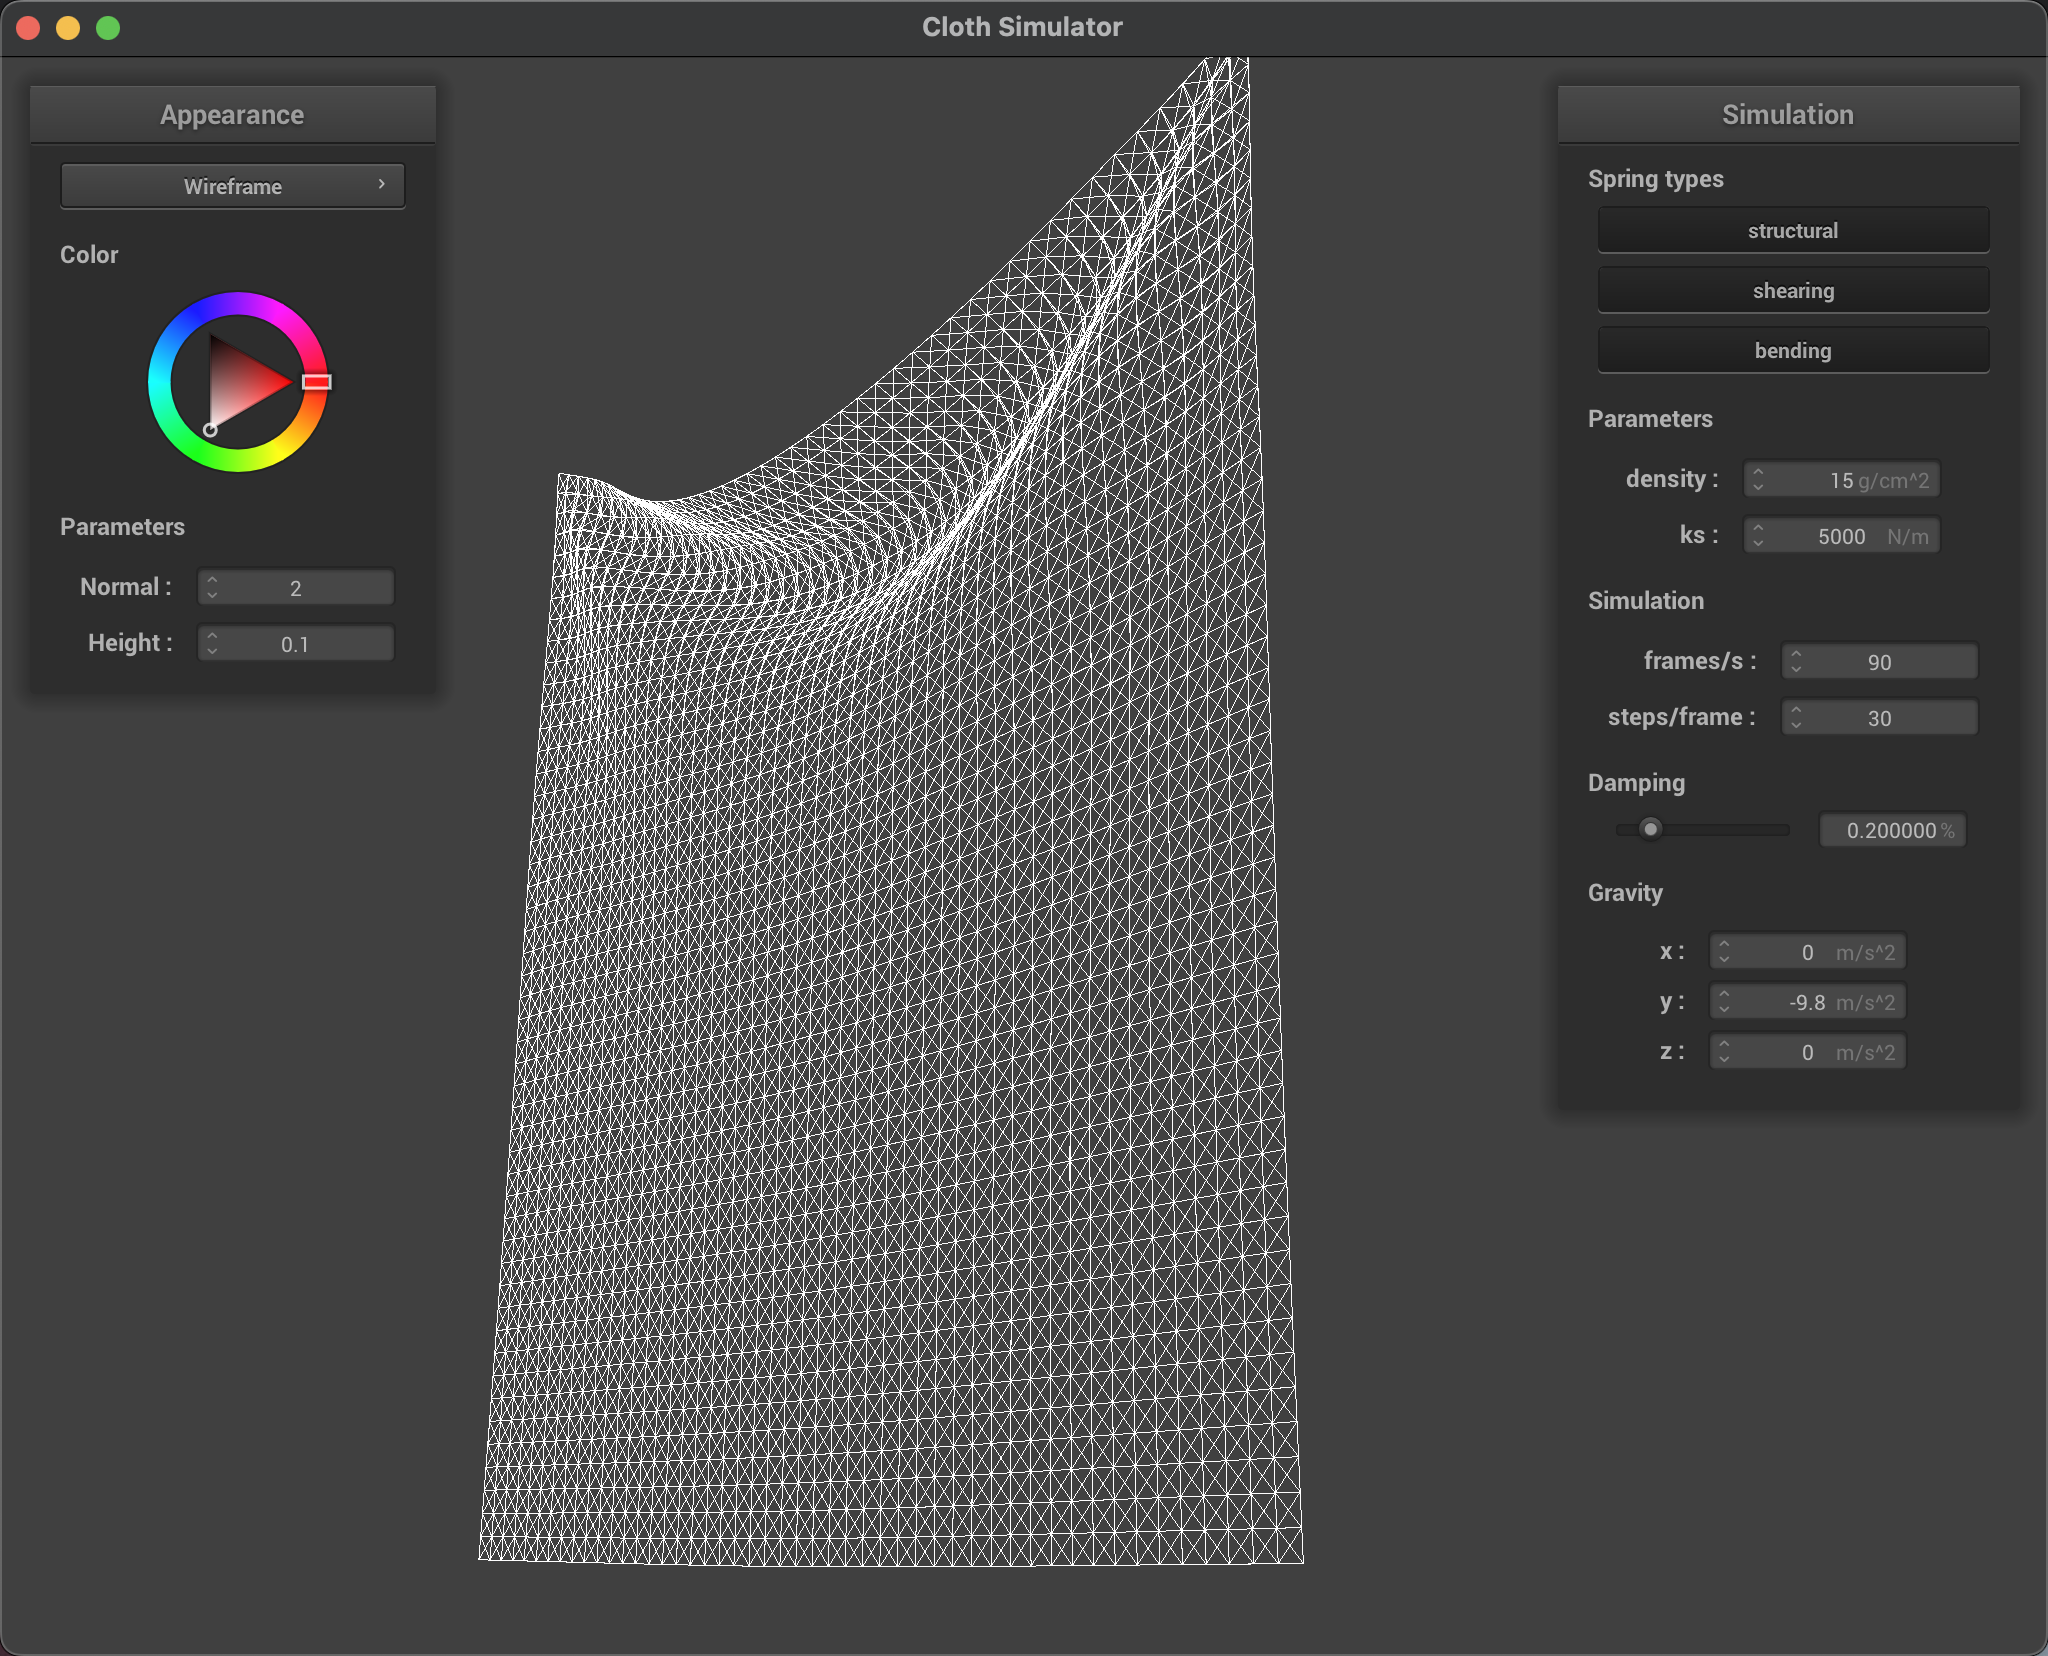 Cloth Simulator
Appearance
Wireframe
Color
Parameters
Normal : 2
Height : 0.1
Simulation
Spring types
structural
shearing
bending
Parameters
density : 15 g/cm^2
ks : 5000 N/m
Simulation
frames/s : 90
steps/frame : 30
Damping
0.200000 %
Gravity
x : 0 m/s^2
y : -9.8 m/s^2
z : 0 m/s^2